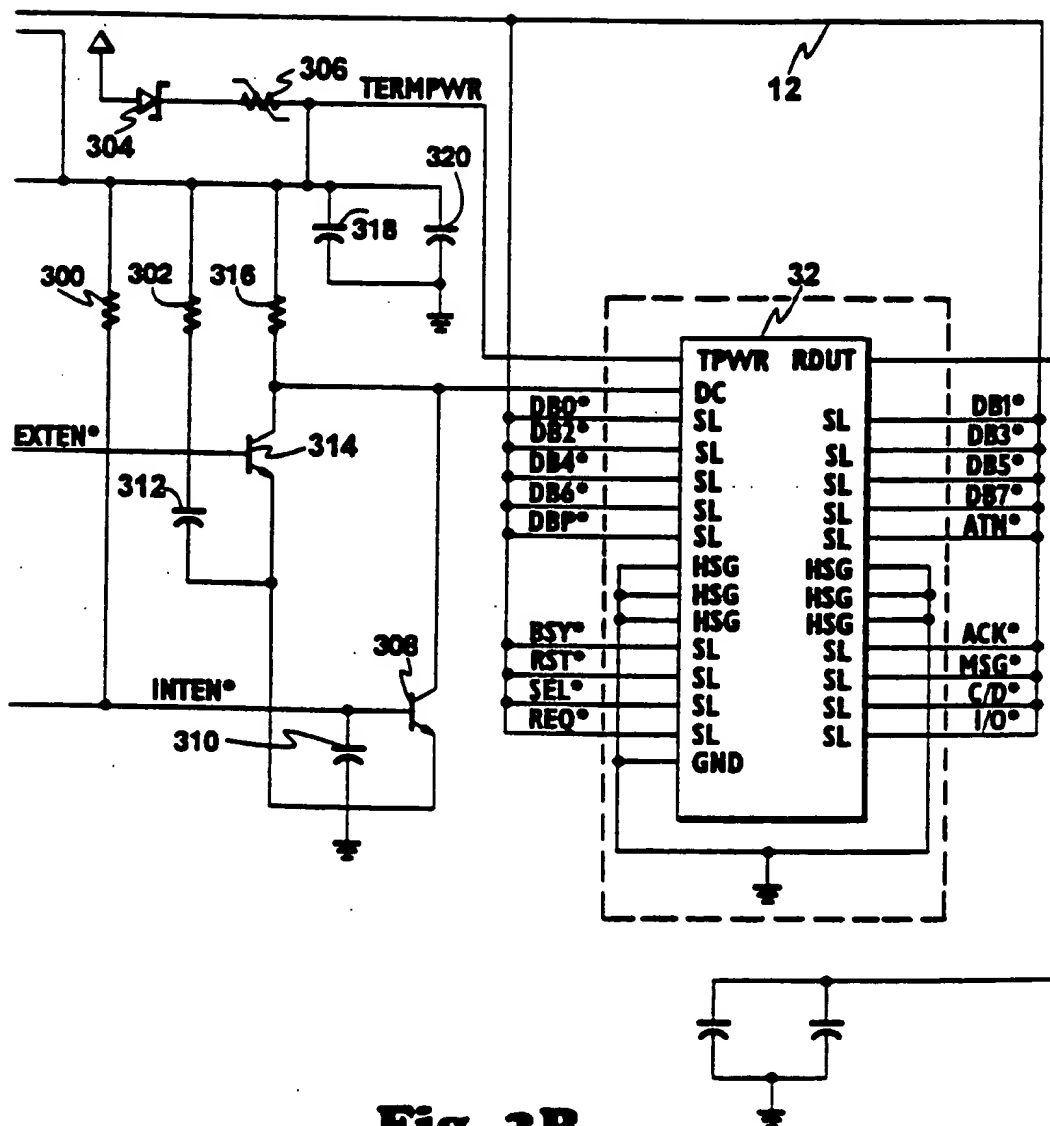 306
TERMPWR
12
304
320
318
300
302
316
32
TPWR RDUT
DC
DB0* SL SL DB1*
DB2* SL SL DB3*
DB4* SL SL DB5*
DB6* SL SL DB7*
DBP* SL SL ATN*
EXTEN*
314
312
HSG HSG
HSG HSG
HSG HSG
BSY* SL SL ACK*
RST* SL SL MSG*
SEL* SL SL C/D*
REQ* SL SL I/O*
GND
308
INTEN*
310